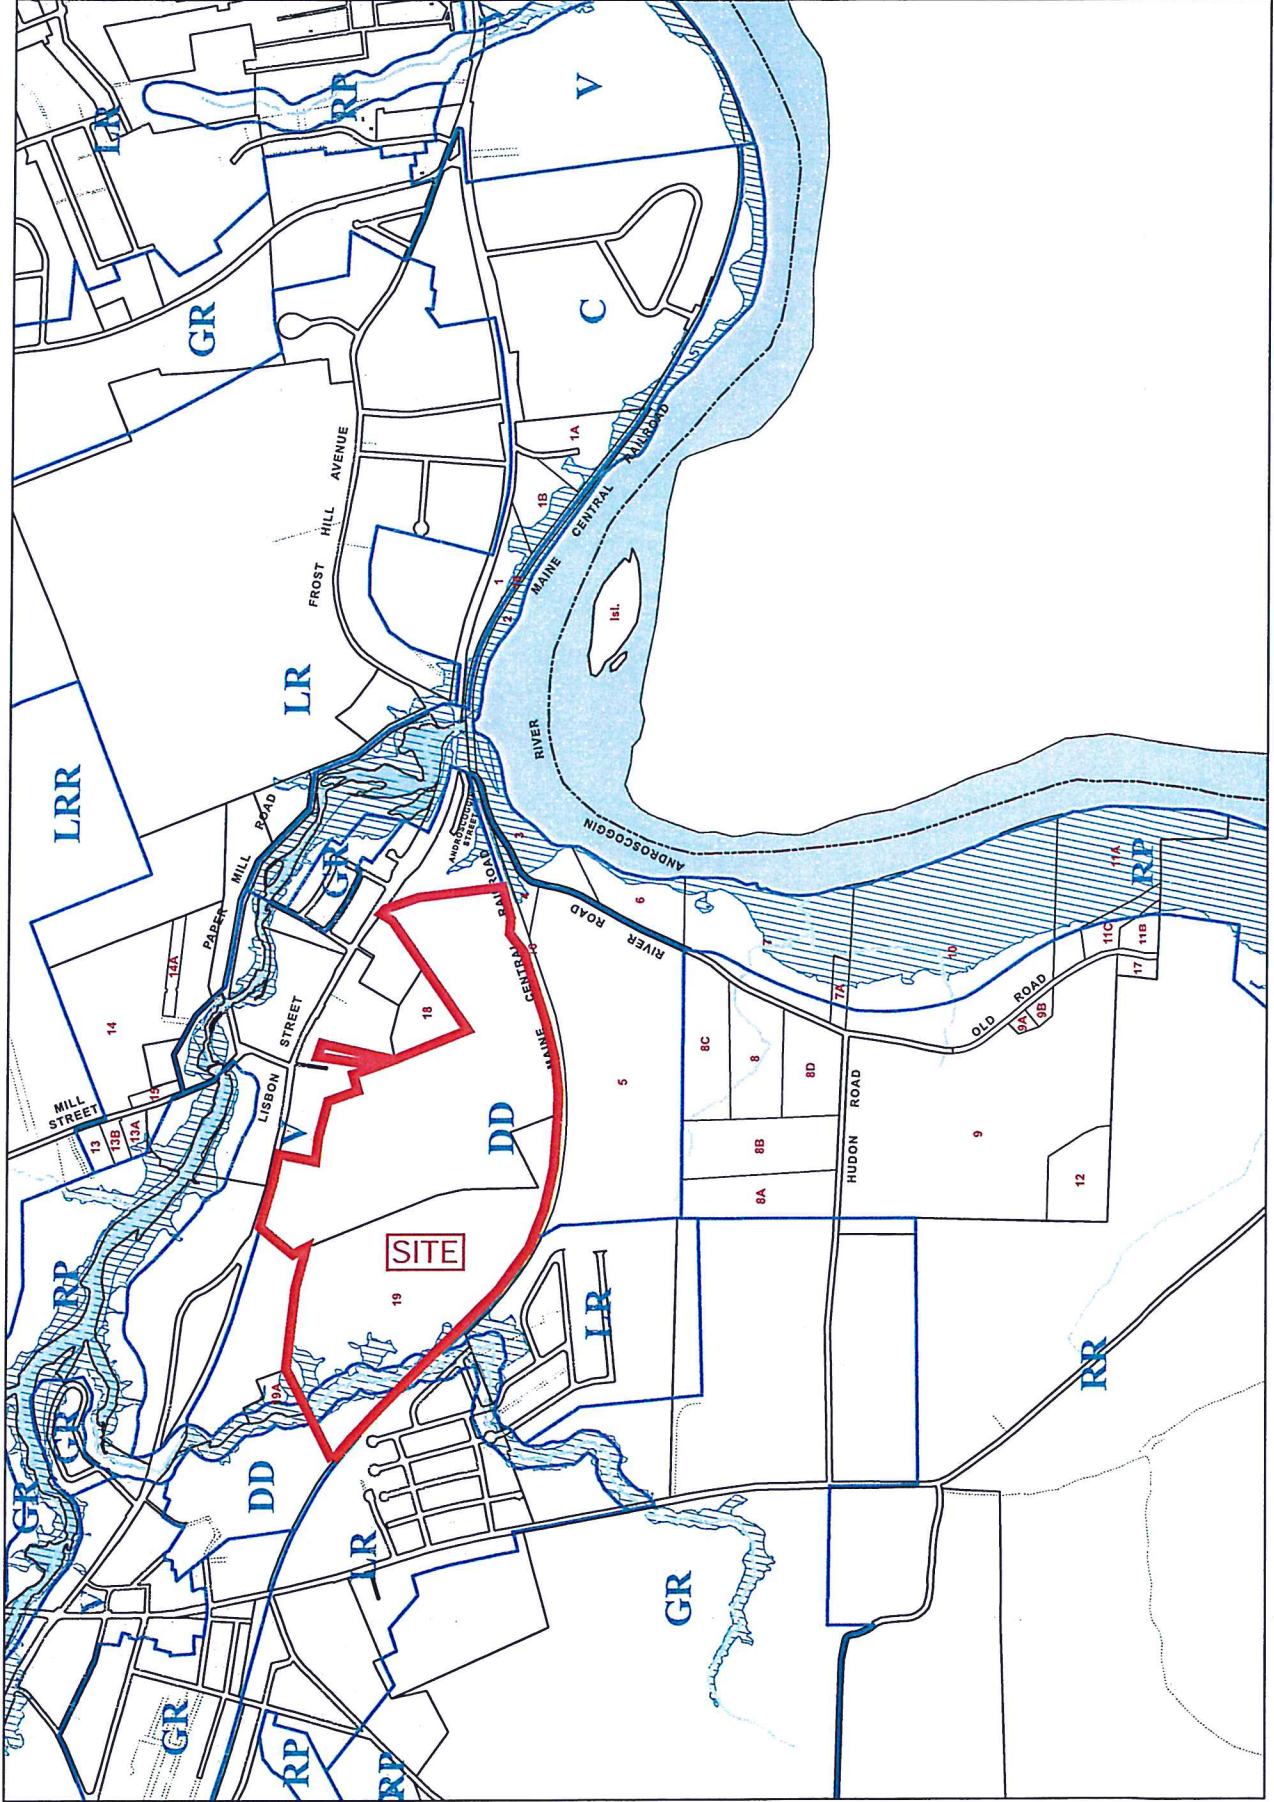 V
LR
RP
V
GR
C
FROST HILL AVENUE
1A
1B
1
2
MAINE CENTRAL RAILROAD
Isl.
LR
LRR
RIVER
ANDROSCOGGIN
PAPER MILL ROAD
GR
ANDROSCOGGIN STREET
3
4
MAINE CENTRAL RAILROAD
RIVER ROAD
6
11A
RP
14
14A
18
7
7A
10
11C
11B
17
OLD ROAD
9A
9B
MILL STREET
15
13
13B
13A
LISBON STREET
V
DD
5
8C
8
8D
8B
8A
HUDON ROAD
9
12
RP
SITE
19
LR
19A
RR
GR
GR
DD
LR
V
GR
GR
RP
RP